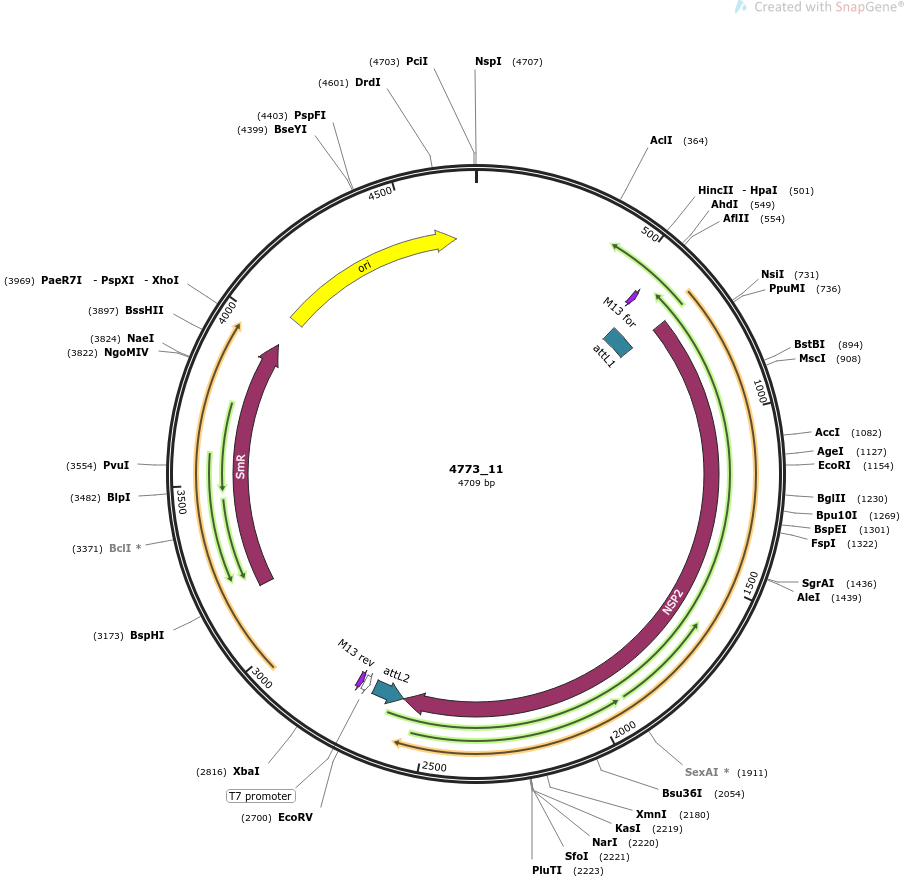 Created with SnapGene®
(4703) PciI
NspI (4707)
(4601) DrdI
(4403) PspFI
(4399) BseYI
AclI (364)
HincII - HpaI (501)
AhdI (549)
AflII (554)
4500
500
ori
NsiI (731)
PpuMI (736)
(3969) PaeR7I - PspXI - XhoI
(3897) BssHII
4000
M13 for
(3824) NaeI
(3822) NgoMIV
BstBI (894)
MscI (908)
attL1
1000
AccI (1082)
AgeI (1127)
EcoRI (1154)
(3554) PvuI
SmR
4773_11
4709 bp
(3482) BlpI
3500
BglII (1230)
Bpu10I (1269)
BspEI (1301)
FspI (1322)
(3371) BclI *
SgrAI (1436)
AleI (1439)
1500
NSP2
(3173) BspHI
M13 rev
attL2
3000
2000
2500
(2816) XbaI
T7 promoter
(2700) EcoRV
SexAI * (1911)
Bsu36I (2054)
XmnI (2180)
KasI (2219)
NarI (2220)
SfoI (2221)
PluTI (2223)